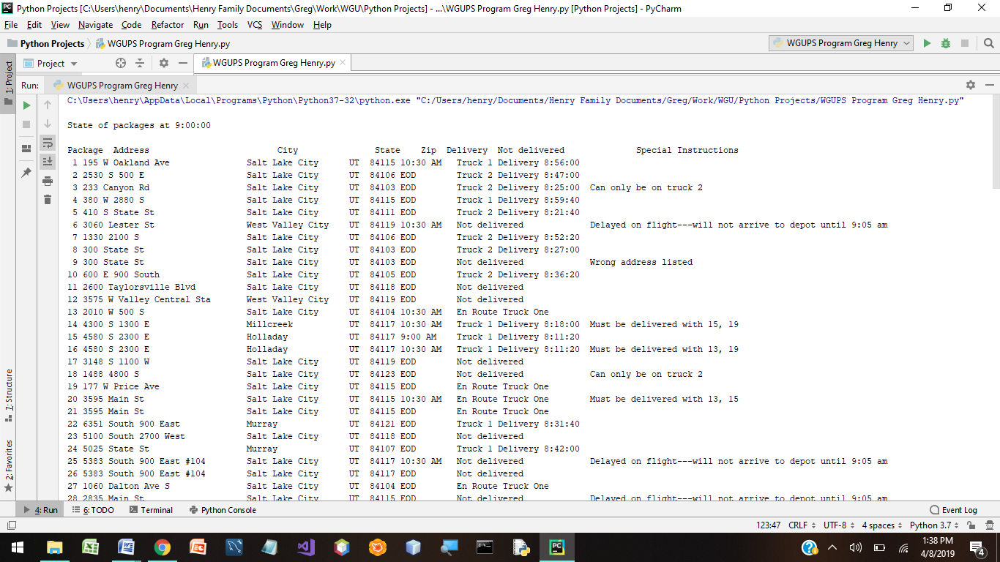 Python Projects [C:\Users\henry\Documents\Henry Family Documents\Greg\Work\WGU\Python Projects] - ...\WGUPS Program Greg Henry.py [Python Projects] - PyCharm
File Edit View Navigate Code Refactor Run Tools VCS Window Help
Python Projects WGUPS Program Greg Henry.py WGUPS Program Greg Henry
1: Project Project WGUPS Program Greg Henry.py
Run: WGUPS Program Greg Henry
C:\Users\henry\AppData\Local\Programs\Python\Python37-32\python.exe "C:/Users/henry/Documents/Henry Family Documents/Greg/Work/WGU/Python Projects/WGUPS Program Greg Henry.py"
State of packages at 9:00:00
Package Address City State Zip Delivery Not delivered Special Instructions
1 195 W Oakland Ave Salt Lake City UT 84115 10:30 AM Truck 1 Delivery 8:56:00
2 2530 S 500 E Salt Lake City UT 84106 EOD Truck 2 Delivery 8:47:00
3 233 Canyon Rd Salt Lake City UT 84103 EOD Truck 2 Delivery 8:25:00 Can only be on truck 2
4 380 W 2880 S Salt Lake City UT 84115 EOD Truck 1 Delivery 8:59:40
5 410 S State St Salt Lake City UT 84111 EOD Truck 2 Delivery 8:21:40
6 3060 Lester St West Valley City UT 84119 10:30 AM Not delivered Delayed on flight---will not arrive to depot until 9:05 am
7 1330 2100 S Salt Lake City UT 84106 EOD Truck 2 Delivery 8:52:20
8 300 State St Salt Lake City UT 84103 EOD Truck 2 Delivery 8:27:00
9 300 State St Salt Lake City UT 84103 EOD Not delivered Wrong address listed
10 600 E 900 South Salt Lake City UT 84105 EOD Truck 2 Delivery 8:36:20
11 2600 Taylorsville Blvd Salt Lake City UT 84118 EOD Not delivered
12 3575 W Valley Central Sta West Valley City UT 84119 EOD Not delivered
13 2010 W 500 S Salt Lake City UT 84104 10:30 AM En Route Truck One
14 4300 S 1300 E Millcreek UT 84117 10:30 AM Truck 1 Delivery 8:18:00 Must be delivered with 15, 19
15 4580 S 2300 E Holladay UT 84117 9:00 AM Truck 1 Delivery 8:11:20
16 4580 S 2300 E Holladay UT 84117 10:30 AM Truck 1 Delivery 8:11:20 Must be delivered with 13, 19
17 3148 S 1100 W Salt Lake City UT 84119 EOD Not delivered
18 1488 4800 S Salt Lake City UT 84123 EOD Not delivered Can only be on truck 2
19 177 W Price Ave Salt Lake City UT 84115 EOD En Route Truck One
20 3595 Main St Salt Lake City UT 84115 10:30 AM En Route Truck One Must be delivered with 13, 15
21 3595 Main St Salt Lake City UT 84115 EOD En Route Truck One
22 6351 South 900 East Murray UT 84121 EOD Truck 1 Delivery 8:31:40
23 5100 South 2700 West Salt Lake City UT 84118 EOD Not delivered
24 5025 State St Murray UT 84107 EOD Truck 1 Delivery 8:42:00
25 5383 South 900 East #104 Salt Lake City UT 84117 10:30 AM Not delivered Delayed on flight---will not arrive to depot until 9:05 am
26 5383 South 900 East #104 Salt Lake City UT 84117 EOD Not delivered
27 1060 Dalton Ave S Salt Lake City UT 84104 EOD En Route Truck One
28 2835 Main St Salt Lake City UT 84115 EOD Not delivered Delayed on flight---will not arrive to depot until 9:05 am
7: Structure
2: Favorites
4: Run 6: TODO Terminal Python Console Event Log
123:47 CRLF UTF-8 4 spaces Python 3.7
1:38 PM
4/8/2019
4